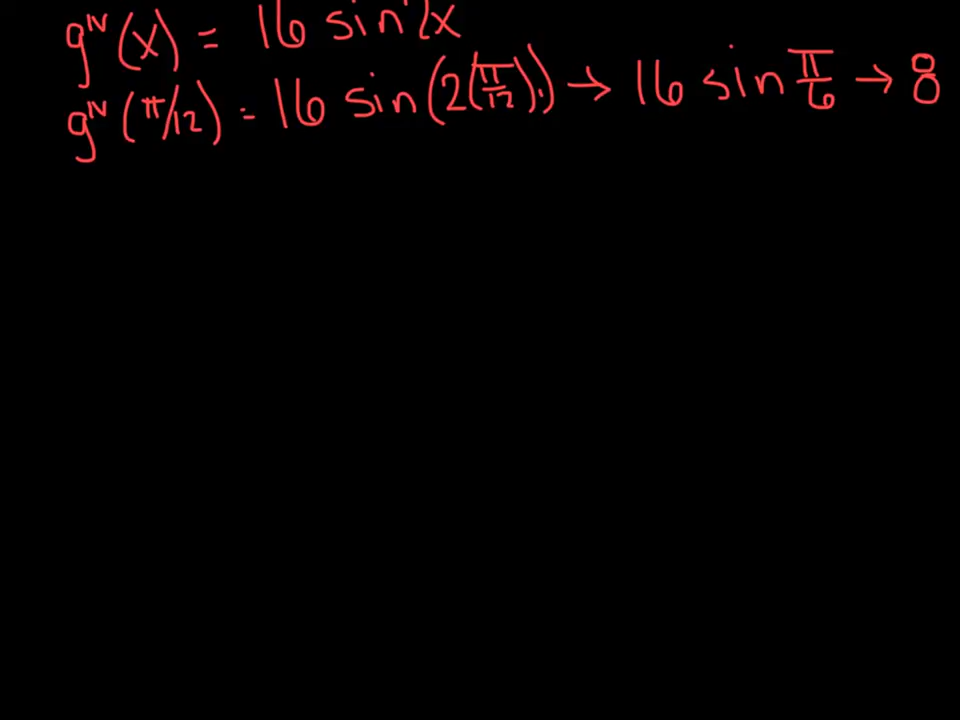 g^IV (x) = 16 sin 2x
g^IV (π/12) = 16 sin (2(π/12)) → 16 sin π/6 → 8